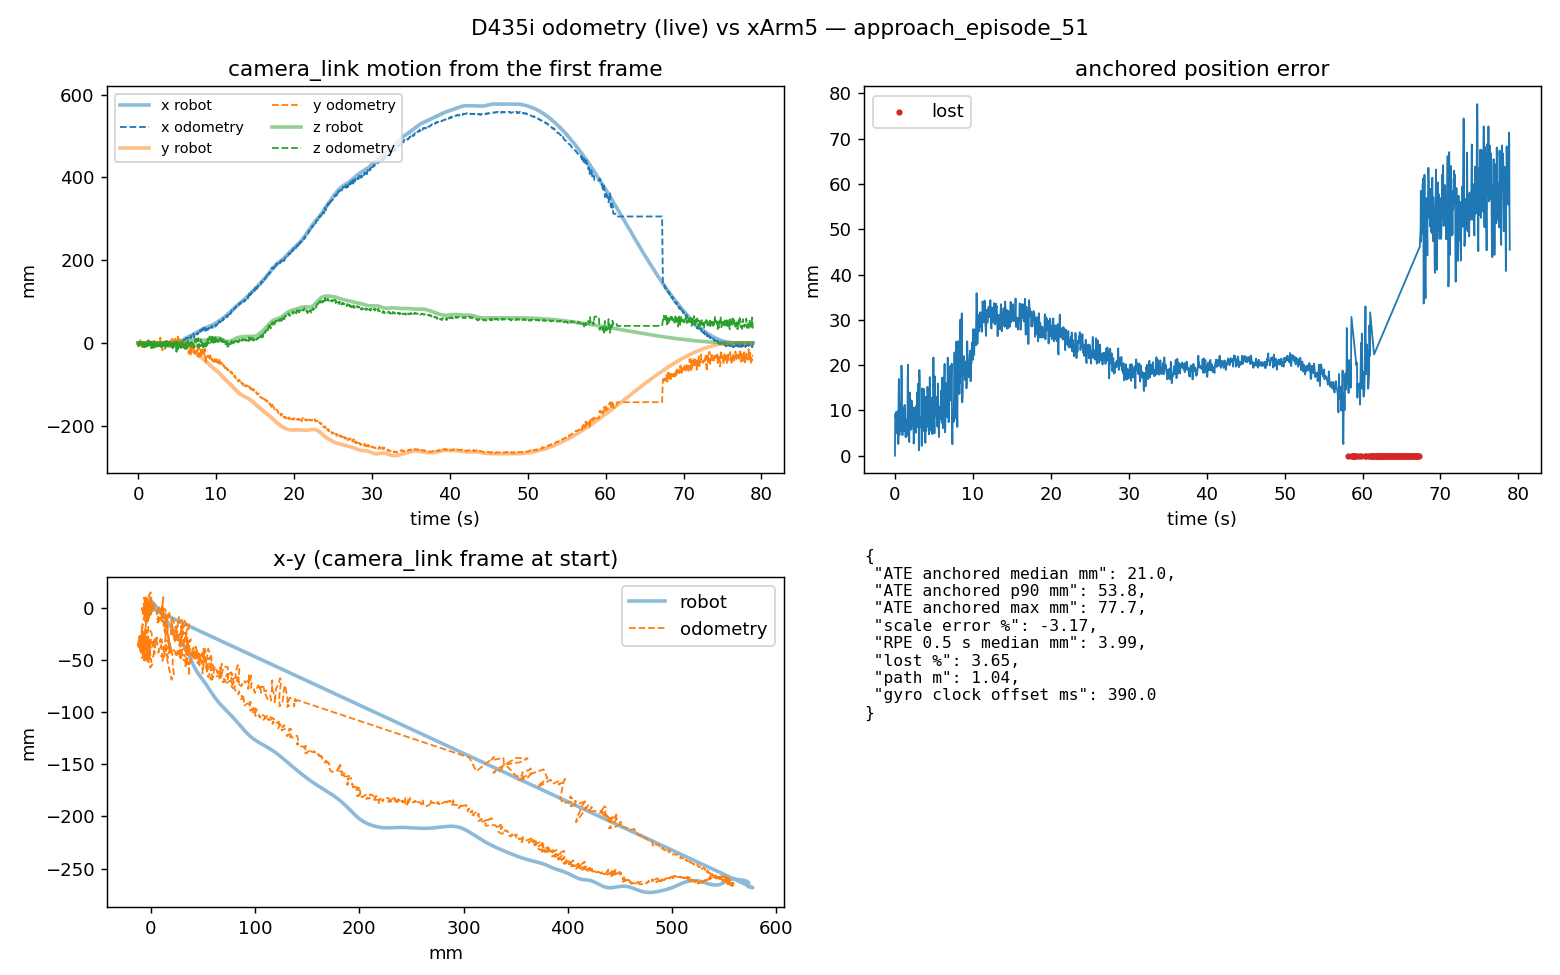 D435i odometry (live) vs xArm5 — approach_episode_51
camera_link motion from the first frame
x robot
x odometry
y robot
y odometry
z robot
z odometry
600
400
200
0
−200
mm
0 10 20 30 40 50 60 70 80
time (s)
anchored position error
lost
80
70
60
50
40
30
20
10
0
mm
0 10 20 30 40 50 60 70 80
time (s)
x-y (camera_link frame at start)
robot
odometry
0
−50
−100
−150
−200
−250
mm
0 100 200 300 400 500 600
mm
{
"ATE anchored median mm": 21.0,
"ATE anchored p90 mm": 53.8,
"ATE anchored max mm": 77.7,
"scale error %": -3.17,
"RPE 0.5 s median mm": 3.99,
"lost %": 3.65,
"path m": 1.04,
"gyro clock offset ms": 390.0
}